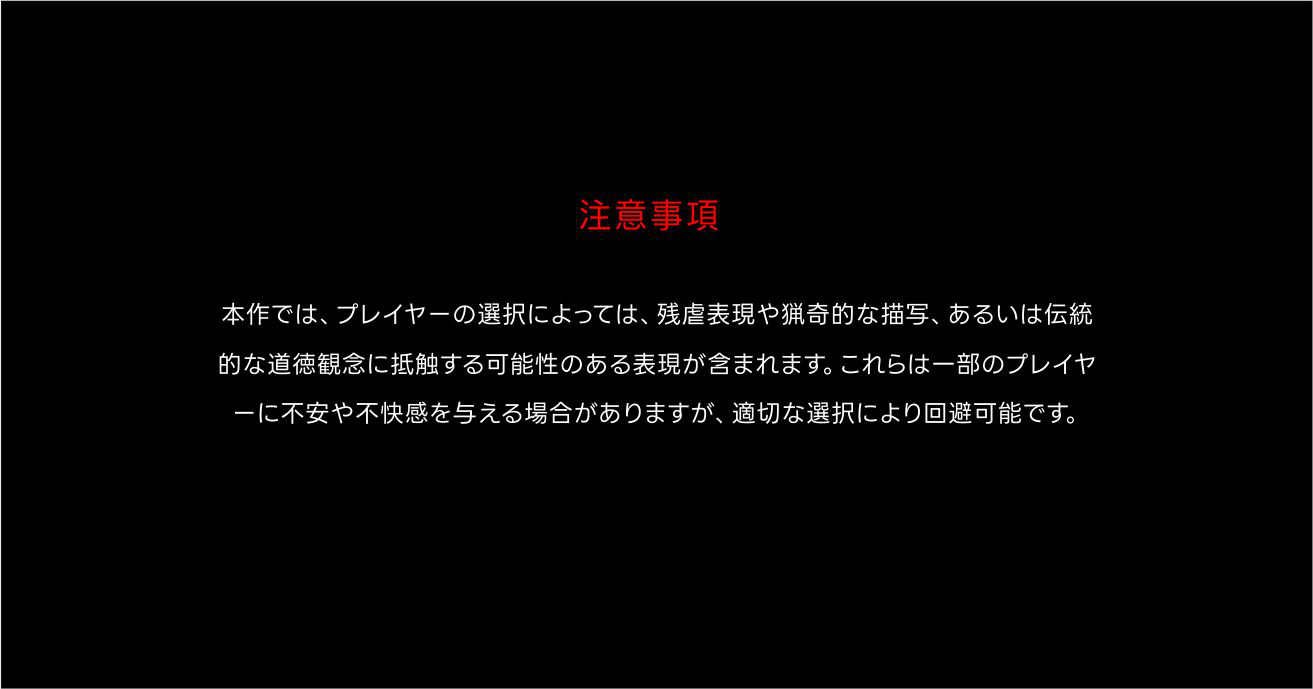 注意事項
本作では、プレイヤーの選択によっては、残虐表現や猟奇的な描写、あるいは伝統
的な道徳観念に抵触する可能性のある表現が含まれます。これらは一部のプレイヤ
ーに不安や不快感を与える場合がありますが、適切な選択により回避可能です。